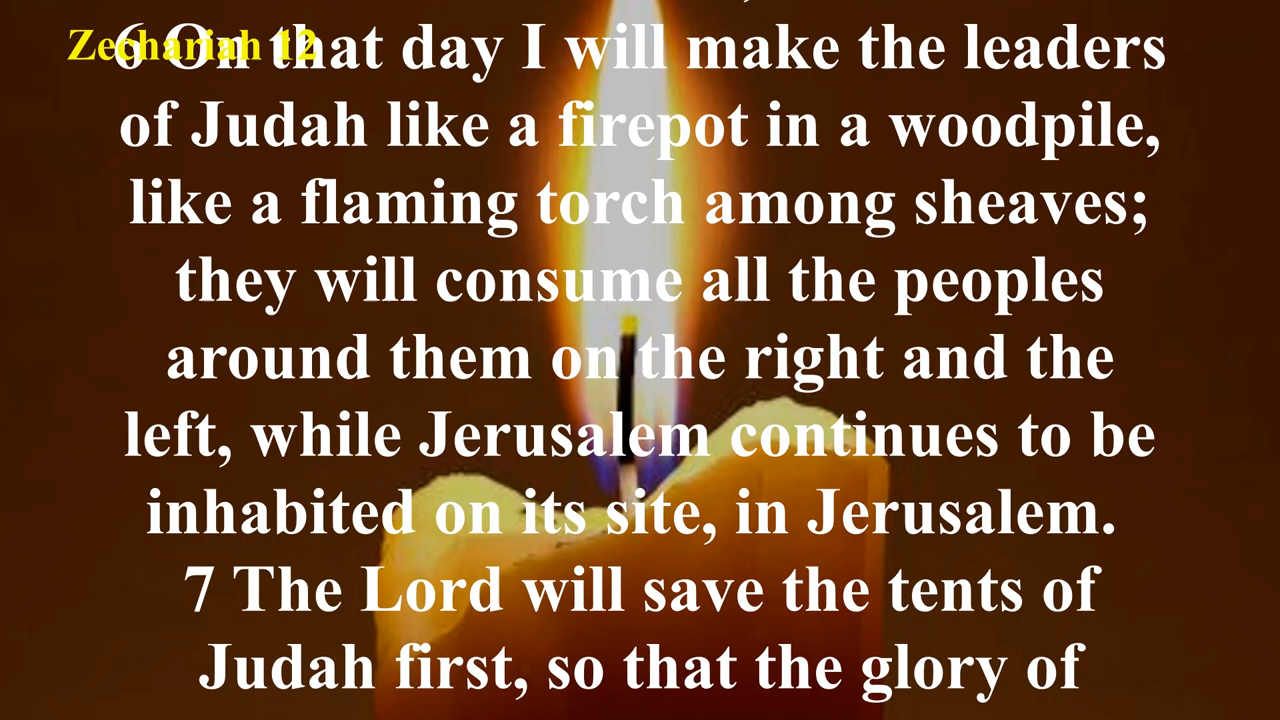 Zechariah 12
6 On that day I will make the leaders
of Judah like a firepot in a woodpile,
like a flaming torch among sheaves;
they will consume all the peoples
around them on the right and the
left, while Jerusalem continues to be
inhabited on its site, in Jerusalem.
7 The Lord will save the tents of
Judah first, so that the glory of